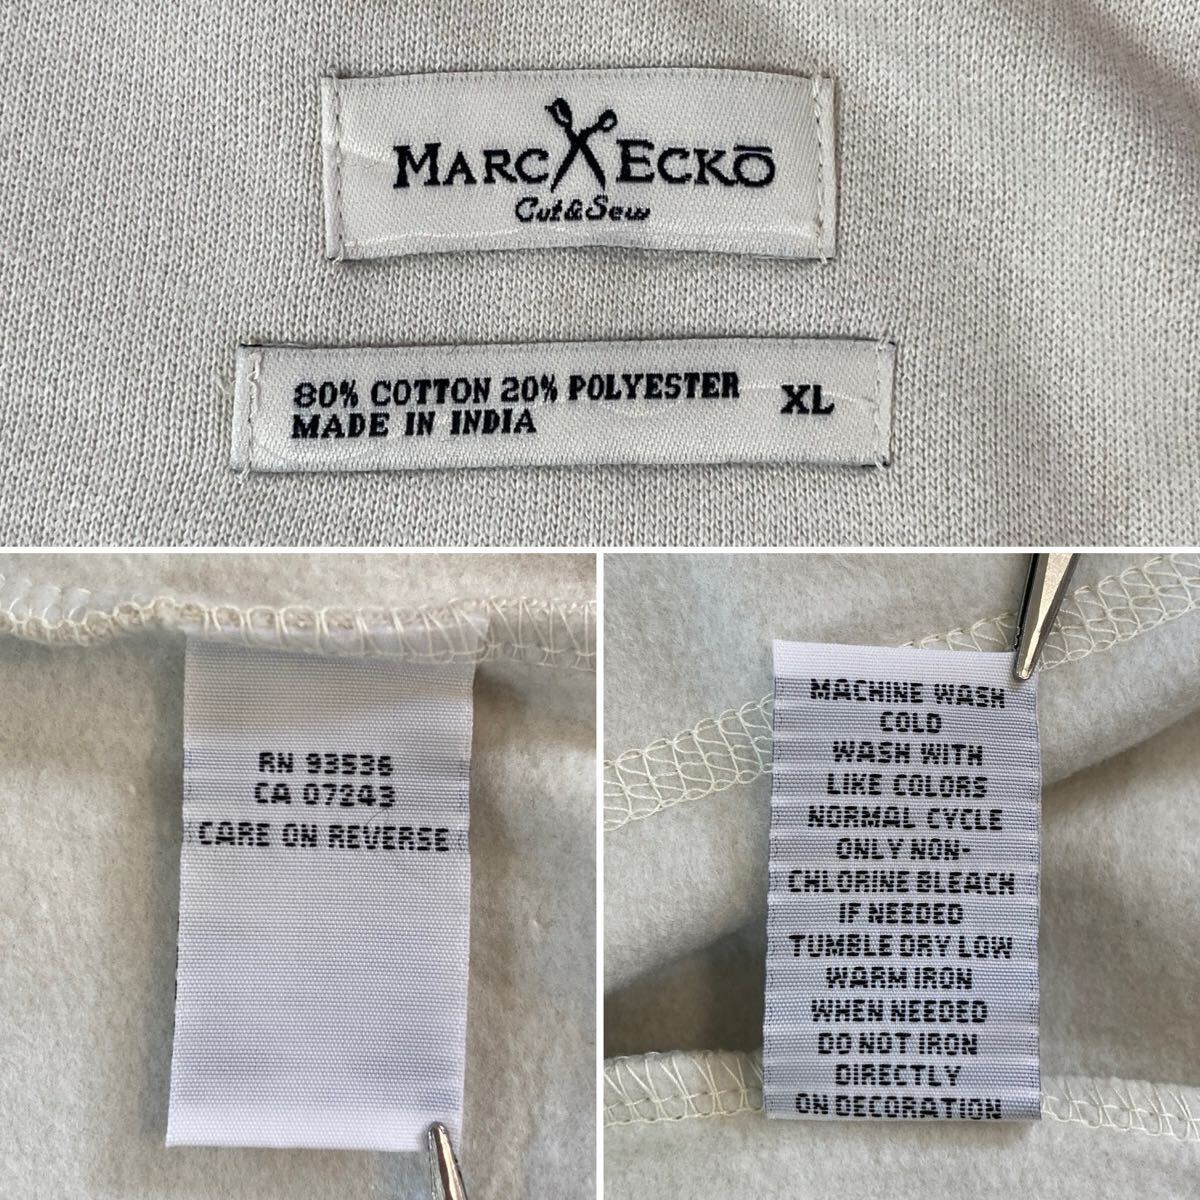 MARC ECKŌ
Cut&Sew
80% COTTON 20% POLYESTER XL
MADE IN INDIA
RN 93536
CA 07243
CARE ON REVERSE
MACHINE WASH
COLD
WASH WITH
LIKE COLORS
NORMAL CYCLE
ONLY NON-
CHLORINE BLEACH
IF NEEDED
TUMBLE DRY LOW
WARM IRON
WHEN NEEDED
DO NOT IRON
DIRECTLY
ON DECORATION